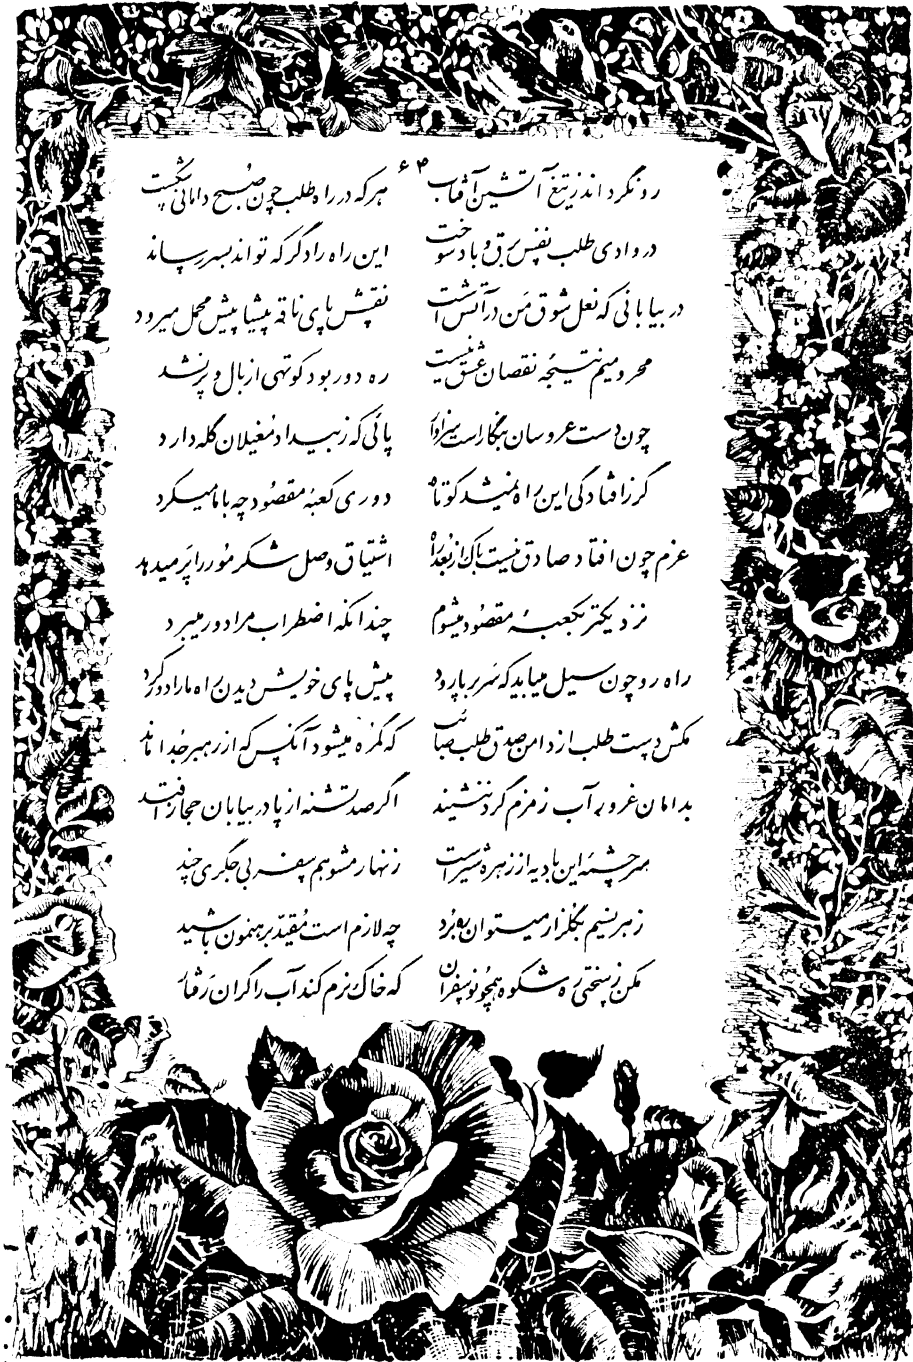 ۶۴
رو نگرداند ز تیغ آتشین آفتاب هرکه در راه طلب چون صبح دامانی شکست
در وادی طلب نفس برق و باد سوخت این راه را دگر که تواند بسر رساند
در بیابانی که نعل شوق من در آتش است نقش پای ناقه پیشاپیش محمل میرود
محرومیم نتیجهٔ نقصان عشق نیست ره دور بود کوتهی از بال و پر نشد
چون دست عروسان بنگار است سزاوار پائی که ز بیداد مغیلان گله دارد
گر ز افتادگی این راه نمیشد کوتاه دوری کعبهٔ مقصود چه با ما میکرد
عزم چون افتاد صادق نیست باک از بعد راه اشتیاق وصل شکر مور را پر میدهد
نزدیکتر بکعبهٔ مقصود میشوم چندانکه اضطراب مرا دور میبرد
راه رو چون سیل میباید که سر بر پا رود پیش پای خویش دیدن راه ما را دور کرد
مکش دست طلب از دامن صدق طلب صائب که گمره میشود آنکس که از رهبر جدا ماند
بدامان غرور آب زمزم گرد ننشیند اگر صد تشنه از پا در بیابان حجاز افتد
سرچشمهٔ این بادیه از زهرهٔ شیر است زنهار مشو همسفر بی جگری چند
ز هر نسیم بگلزار میتوان ره برد چه لازم است مقید برهنمون باشید
مکن ز سختی ره شکوه همچو نوسفران که خاک نرم کند آب را گران رفتار